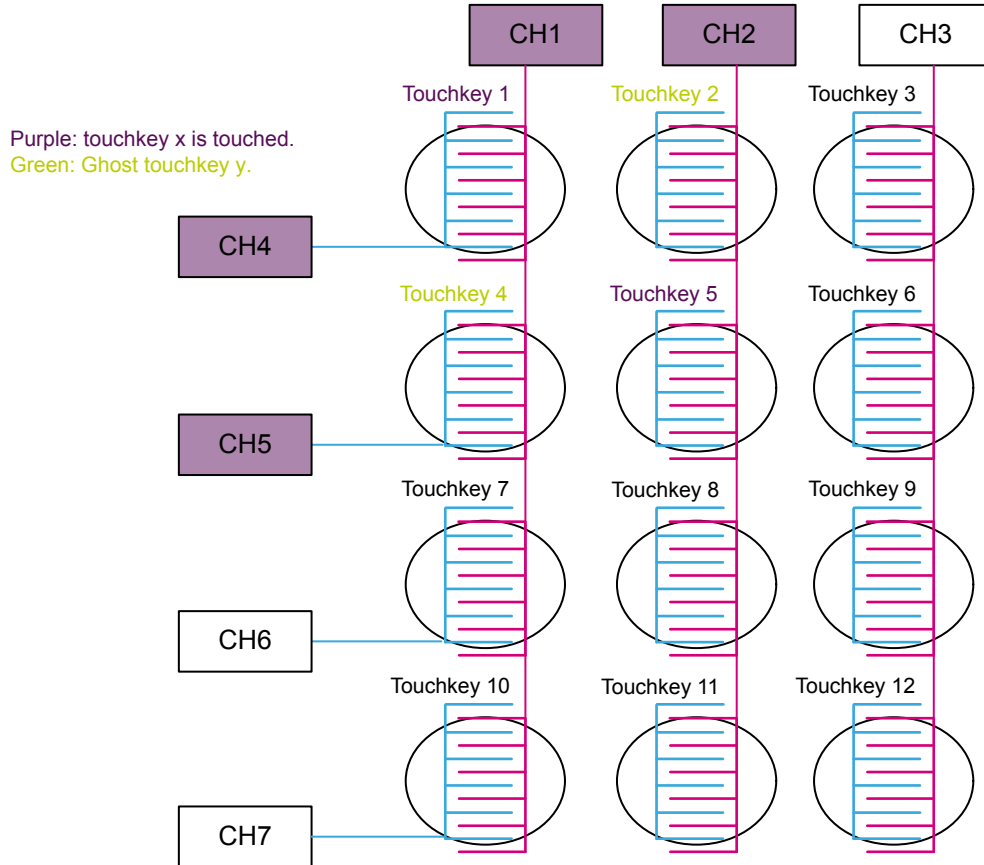 CH1
CH2
CH3
Touchkey 1
Touchkey 2
Touchkey 3
Purple: touchkey x is touched.
Green: Ghost touchkey y.
CH4
Touchkey 4
Touchkey 5
Touchkey 6
CH5
Touchkey 7
Touchkey 8
Touchkey 9
CH6
Touchkey 10
Touchkey 11
Touchkey 12
CH7